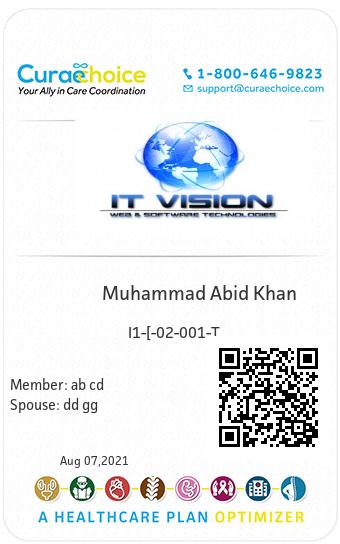 Curaechoice
Your Ally in Care Coordination
1-800-646-9823
support@curaechoice.com
IT VISION
WEB & SOFTWARE TECHNOLOGIES
Muhammad Abid Khan
I1-[-02-001-T
Member: ab cd
Spouse: dd gg
Aug 07,2021
A HEALTHCARE PLAN OPTIMIZER